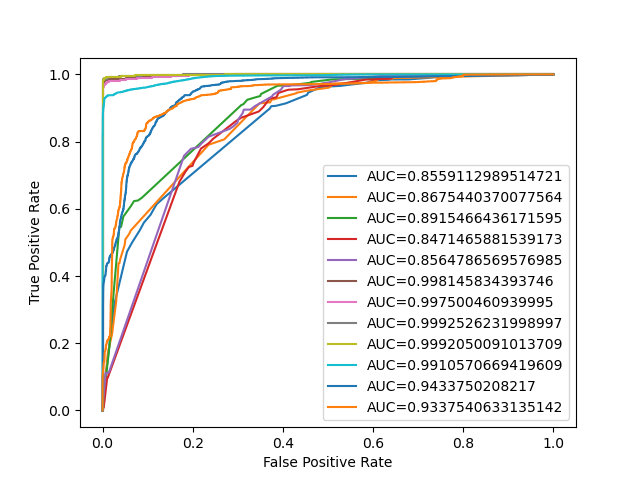 1.0
0.8
0.6
0.4
0.2
0.0
True Positive Rate
AUC=0.8559112989514721
AUC=0.8675440370077564
AUC=0.8915466436171595
AUC=0.8471465881539173
AUC=0.8564786569576985
AUC=0.998145834393746
AUC=0.997500460939995
AUC=0.9992526231998997
AUC=0.9992050091013709
AUC=0.9910570669419609
AUC=0.9433750208217
AUC=0.9337540633135142
0.0 0.2 0.4 0.6 0.8 1.0
False Positive Rate